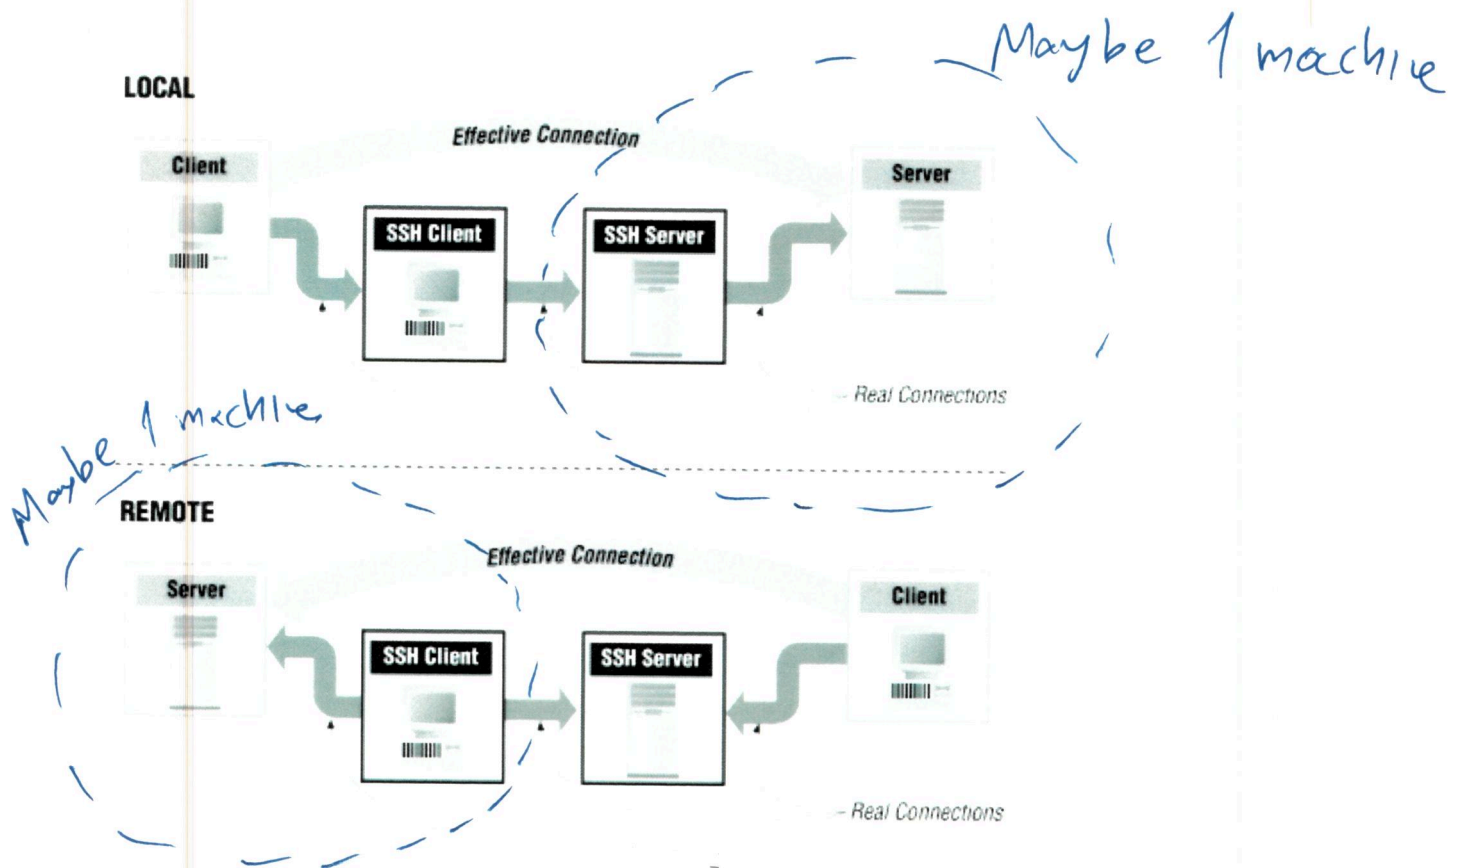 Maybe 1 machine
LOCAL
Effective Connection
Client
Server
SSH Client
SSH Server
Real Connections
Maybe 1 machine
REMOTE
Effective Connection
Server
Client
SSH Client
SSH Server
Real Connections